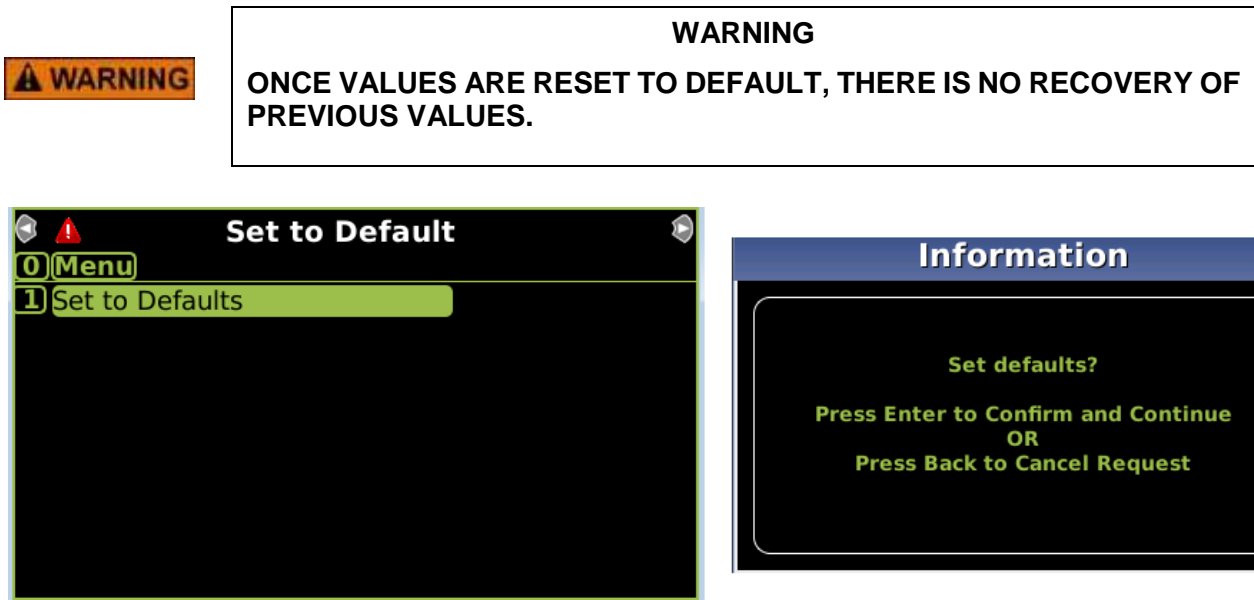 WARNING
WARNING
ONCE VALUES ARE RESET TO DEFAULT, THERE IS NO RECOVERY OF
PREVIOUS VALUES.
Set to Default
0 Menu
1 Set to Defaults
Information
Set defaults?
Press Enter to Confirm and Continue
OR
Press Back to Cancel Request